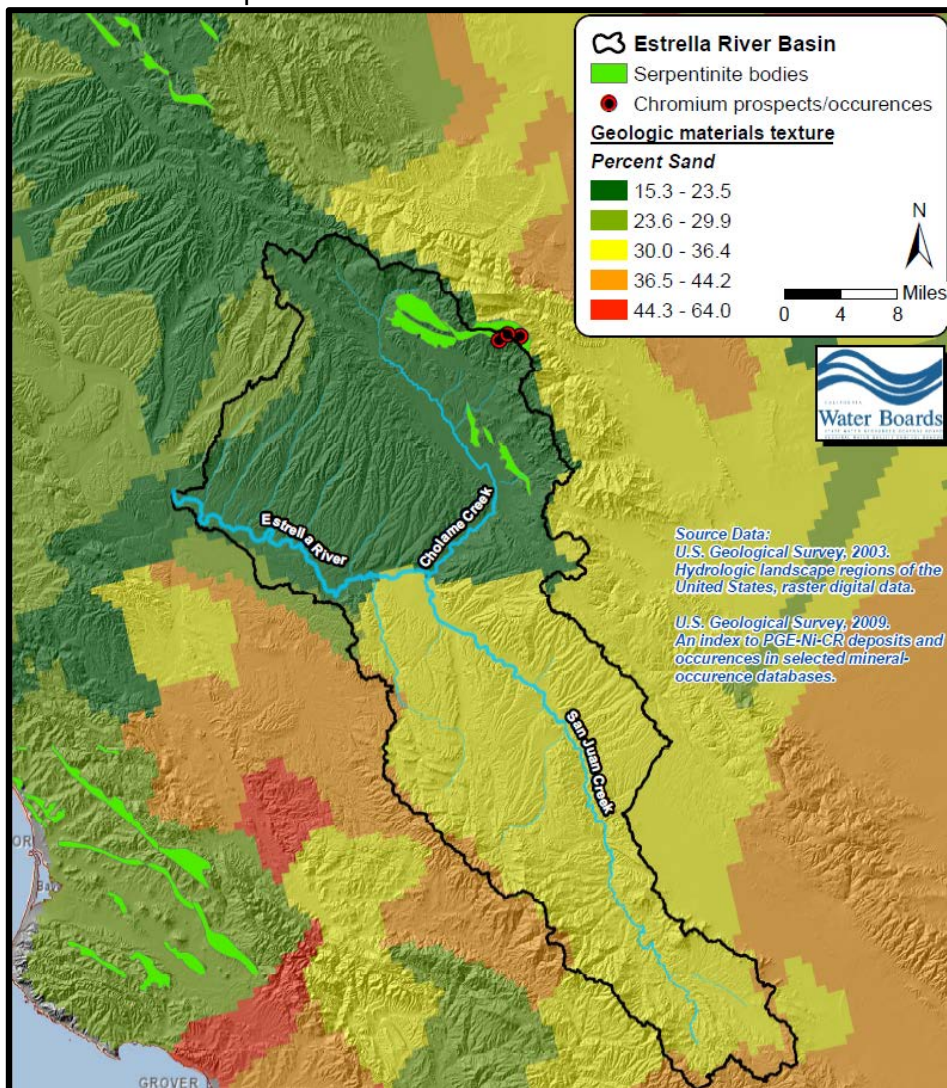 Estrella River Basin
Serpentinite bodies
Chromium prospects/occurences
Geologic materials texture
Percent Sand
15.3 - 23.5
23.6 - 29.9
30.0 - 36.4
36.5 - 44.2
44.3 - 64.0
N
Miles
0 4 8
CALIFORNIA
Water Boards
Source Data:
U.S. Geological Survey, 2003.
Hydrologic landscape regions of the
United States, raster digital data.
U.S. Geological Survey, 2009.
An index to PGE-Ni-CR deposits and
occurences in selected mineral-
occurence databases.
Estrella River
Cholame Creek
San Juan Creek
GROVER